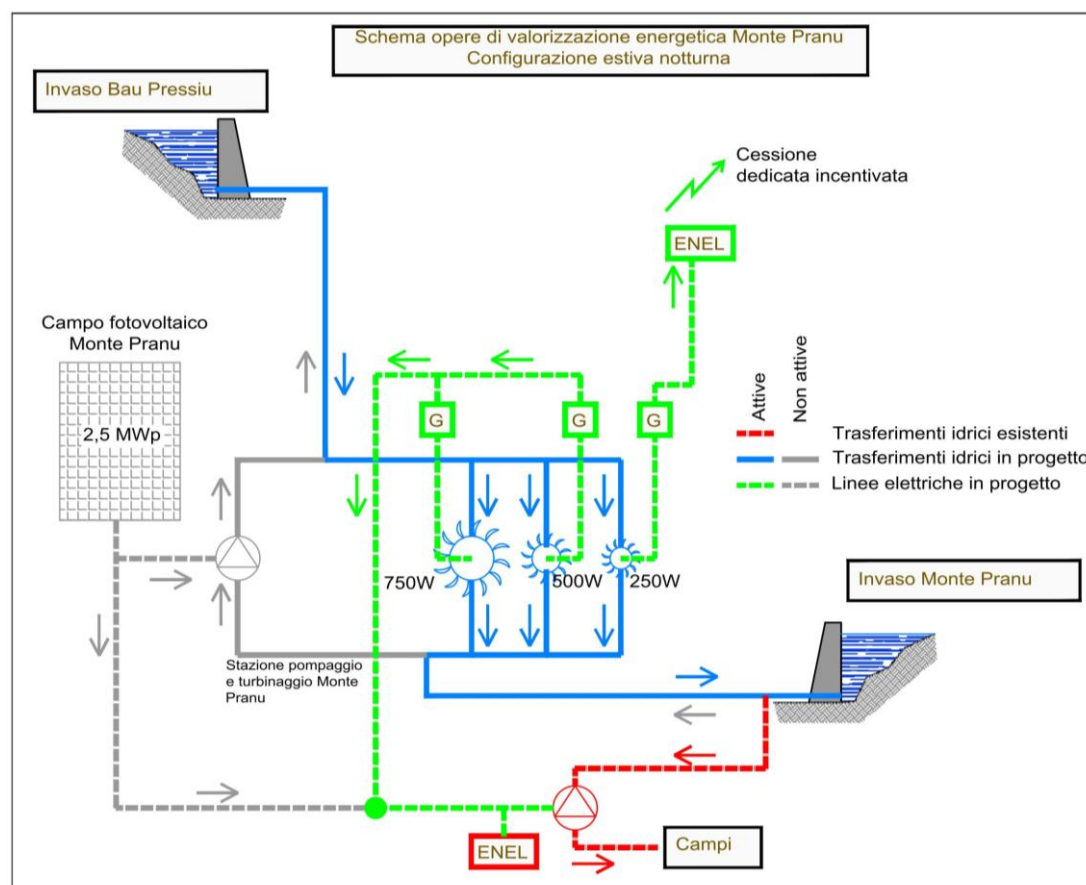 Schema opere di valorizzazione energetica Monte Pranu
Configurazione estiva notturna
Invaso Bau Pressiu
Cessione
dedicata incentivata
ENEL
Campo fotovoltaico
Monte Pranu
2,5 MWp
G
G
G
Attive
Non attive
Trasferimenti idrici esistenti
Trasferimenti idrici in progetto
Linee elettriche in progetto
750W
500W
250W
Invaso Monte Pranu
Stazione pompaggio
e turbinaggio Monte
Pranu
ENEL
Campi